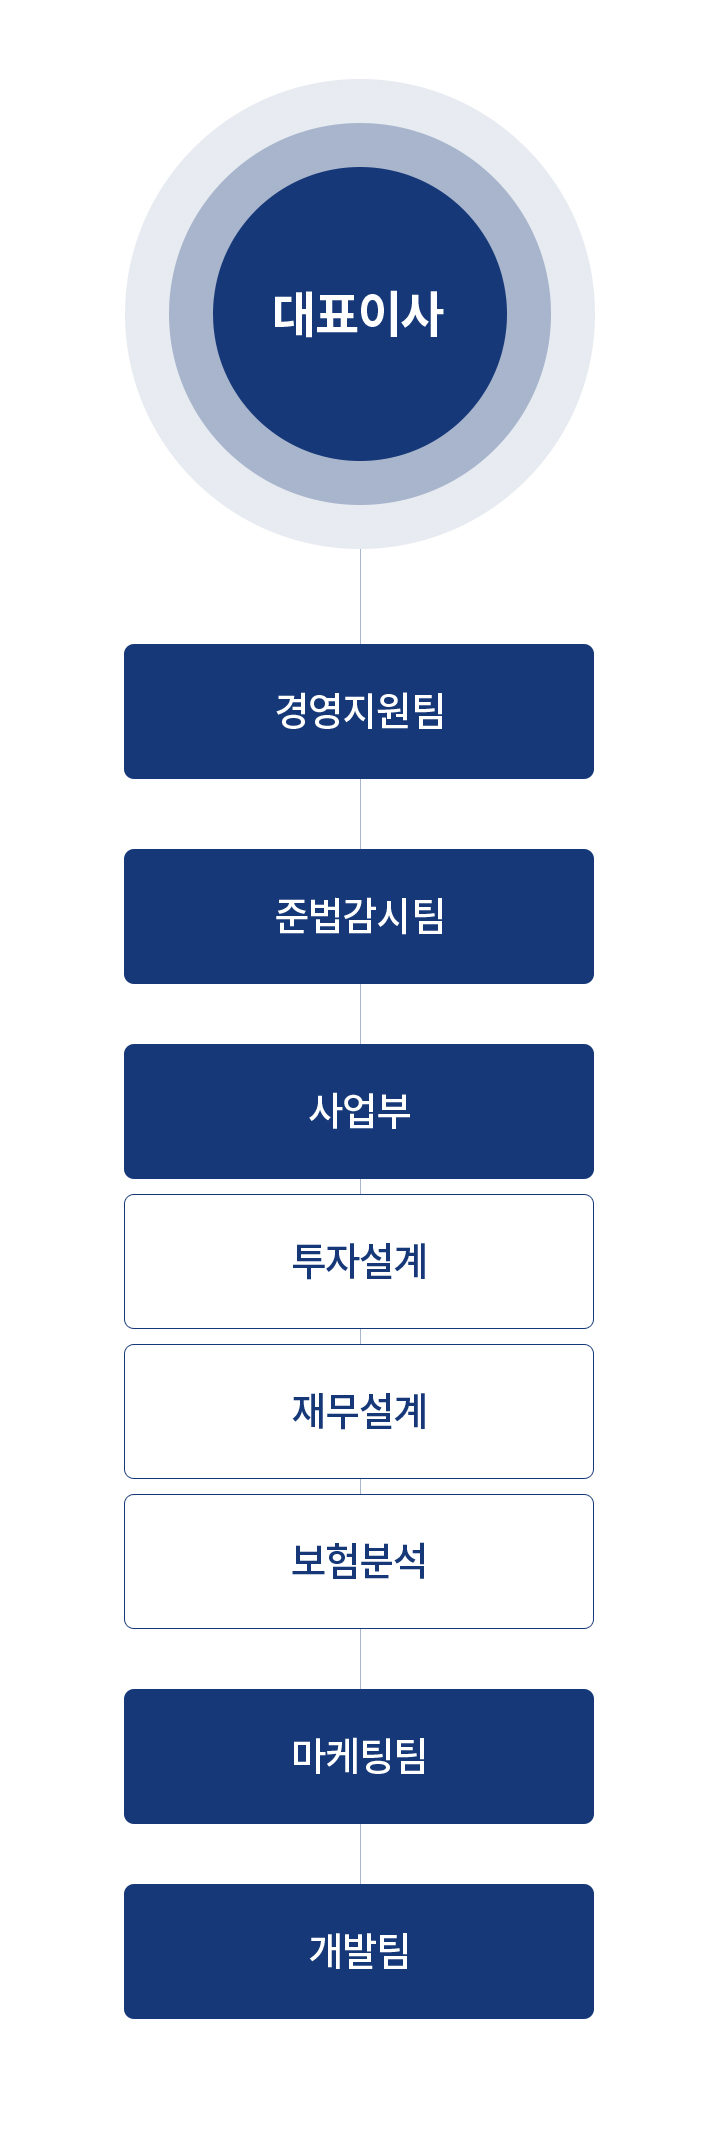 대표이사
경영지원팀
준법감시팀
사업부
투자설계
재무설계
보험분석
마케팅팀
개발팀